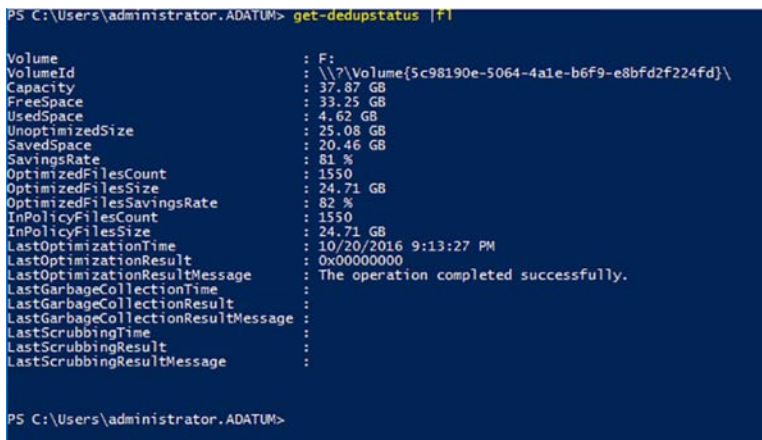 PS C:\Users\administrator.ADATUM> get-dedupstatus |fl
Volume : F:
VolumeId : \\?\Volume{5c98190e-5064-4a1e-b6f9-e8bfd2f224fd}\
Capacity : 37.87 GB
FreeSpace : 33.25 GB
UsedSpace : 4.62 GB
UnoptimizedSize : 25.08 GB
SavedSpace : 20.46 GB
SavingsRate : 81 %
OptimizedFilesCount : 1550
OptimizedFilesSize : 24.71 GB
OptimizedFilesSavingsRate : 82 %
InPolicyFilesCount : 1550
InPolicyFilesSize : 24.71 GB
LastOptimizationTime : 10/20/2016 9:13:27 PM
LastOptimizationResult : 0x00000000
LastOptimizationResultMessage : The operation completed successfully.
LastGarbageCollectionTime :
LastGarbageCollectionResult :
LastGarbageCollectionResultMessage :
LastScrubbingTime :
LastScrubbingResult :
LastScrubbingResultMessage :
PS C:\Users\administrator.ADATUM>